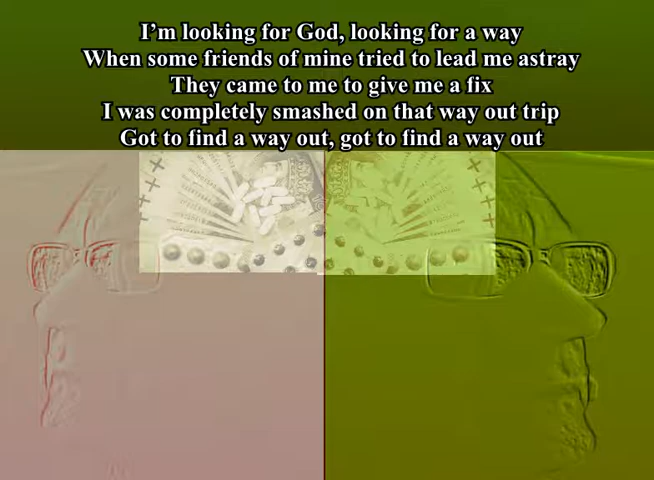 I'm looking for God, looking for a way
When some friends of mine tried to lead me astray
They came to me to give me a fix
I was completely smashed on that way out trip
Got to find a way out, got to find a way out